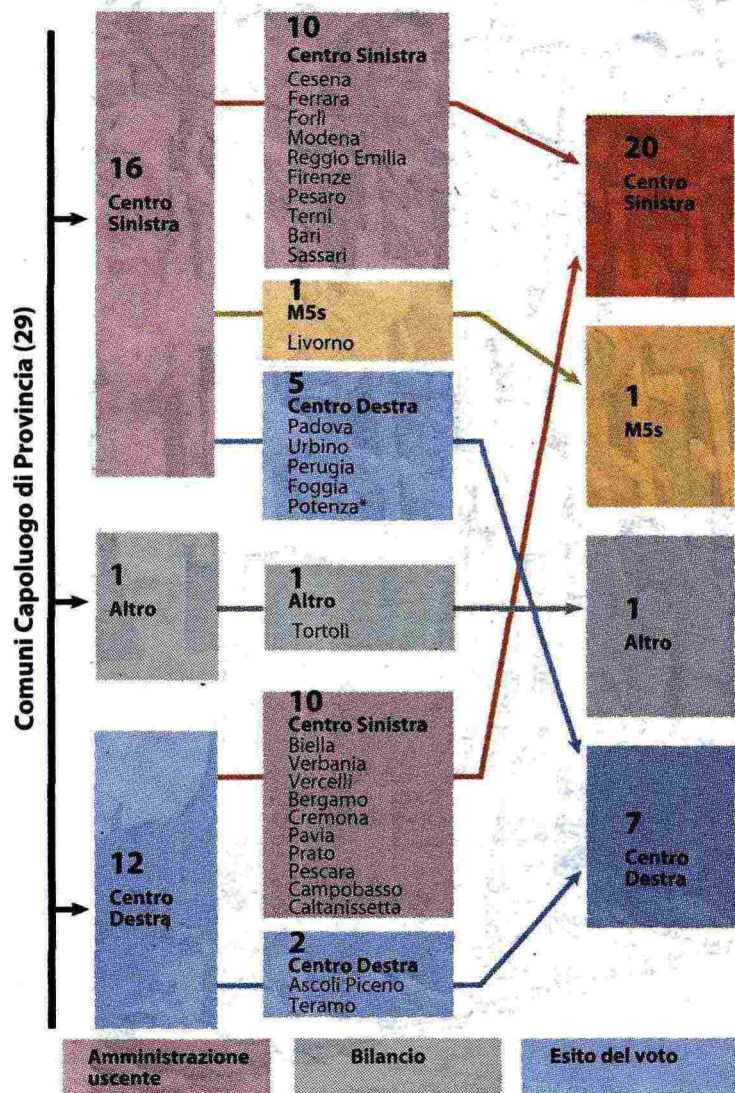 Comuni Capoluogo di Provincia (29)
16
Centro
Sinistra
10
Centro Sinistra
Cesena
Ferrara
Forlì
Modena
Reggio Emilia
Firenze
Pesaro
Terni
Bari
Sassari
1
M5s
Livorno
5
Centro Destra
Padova
Urbino
Perugia
Foggia
Potenza*
1
Altro
1
Altro
Tortolì
12
Centro
Destra
10
Centro Sinistra
Biella
Verbania
Vercelli
Bergamo
Cremona
Pavia
Prato
Pescara
Campobasso
Caltanissetta
2
Centro Destra
Ascoli Piceno
Teramo
20
Centro
Sinistra
1
M5s
1
Altro
7
Centro
Destra
Amministrazione
uscente
Bilancio
Esito del voto